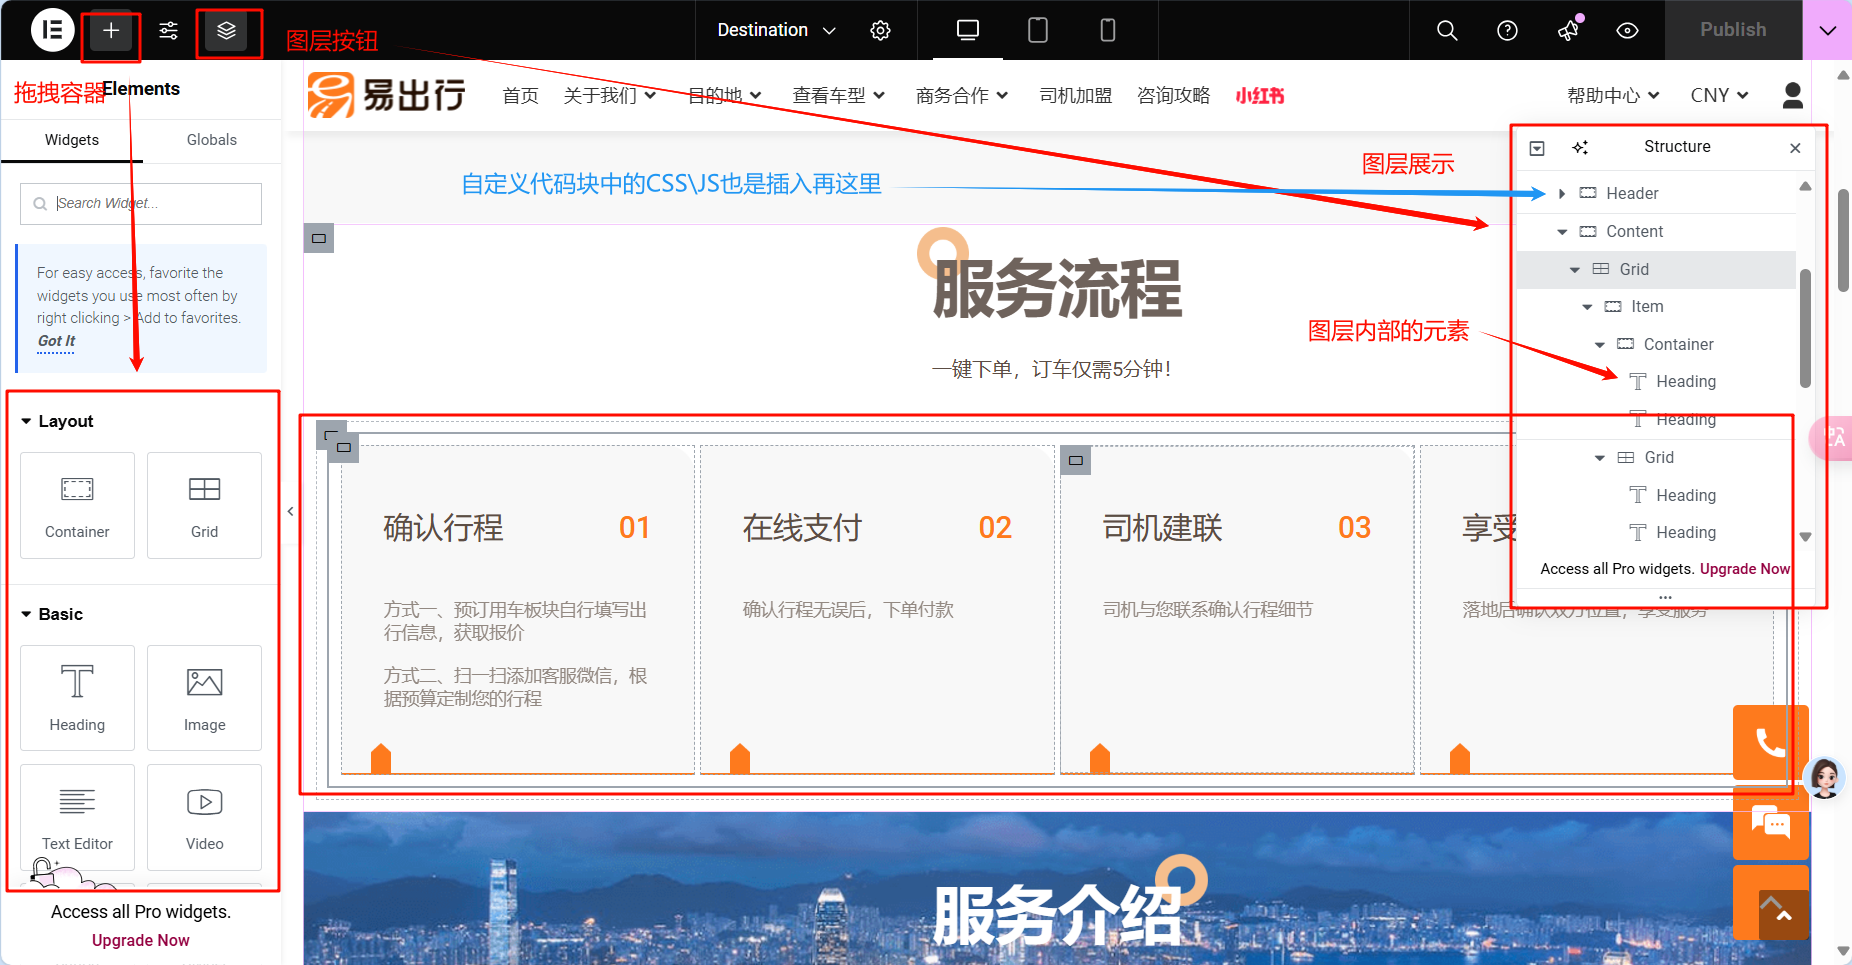 图层按钮
Destination
Publish
拖拽容器
Elements
Widgets
Globals
Search Widget...
For easy access, favorite the
widgets you use most often by
right clicking > Add to favorites.
Got It
Layout
Container
Grid
Basic
Heading
Image
Text Editor
Video
Access all Pro widgets.
Upgrade Now
易出行
首页
关于我们
目的地
查看车型
商务合作
司机加盟
咨询攻略
小红书
帮助中心
CNY
自定义代码块中的CSS\JS也是插入再这里
图层展示
服务流程
一键下单，订车仅需5分钟！
图层内部的元素
Structure
Header
Content
Grid
Item
Container
Heading
Heading
Grid
Heading
Heading
Access all Pro widgets. Upgrade Now
确认行程
01
方式一、预订用车板块自行填写出
行信息，获取报价
方式二、扫一扫添加客服微信，根
据预算定制您的行程
在线支付
02
确认行程无误后，下单付款
司机建联
03
司机与您联系确认行程细节
享受
落地后确认双方位置，享受服务
服务介绍